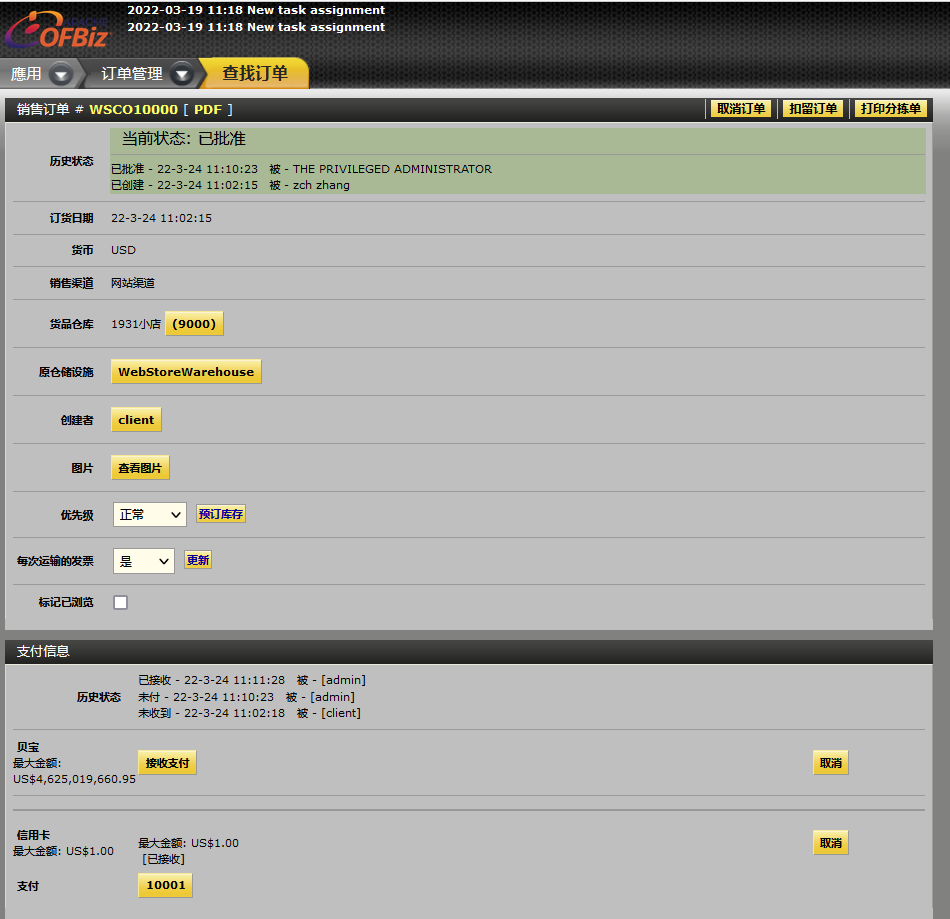 2022-03-19 11:18 New task assignment
2022-03-19 11:18 New task assignment
OFBiz
應用
订单管理
查找订单
销售订单 # WSCO10000 [ PDF ]
取消订单
扣留订单
打印分拣单
历史状态
当前状态: 已批准
已批准 - 22-3-24 11:10:23 被 - THE PRIVILEGED ADMINISTRATOR
已创建 - 22-3-24 11:02:15 被 - zch zhang
订货日期 22-3-24 11:02:15
货币 USD
销售渠道 网站渠道
货品仓库 1931小店 (9000)
原仓储设施 WebStoreWarehouse
创建者 client
图片 查看图片
优先级 正常 预订库存
每次运输的发票 是 更新
标记已浏览
支付信息
历史状态
已接收 - 22-3-24 11:11:28 被 - [admin]
未付 - 22-3-24 11:10:23 被 - [admin]
未收到 - 22-3-24 11:02:18 被 - [client]
贝宝
最大金额:
US$4,625,019,660.95
接收支付
取消
信用卡
最大金额: US$1.00
最大金额: US$1.00
[已接收]
取消
支付 10001